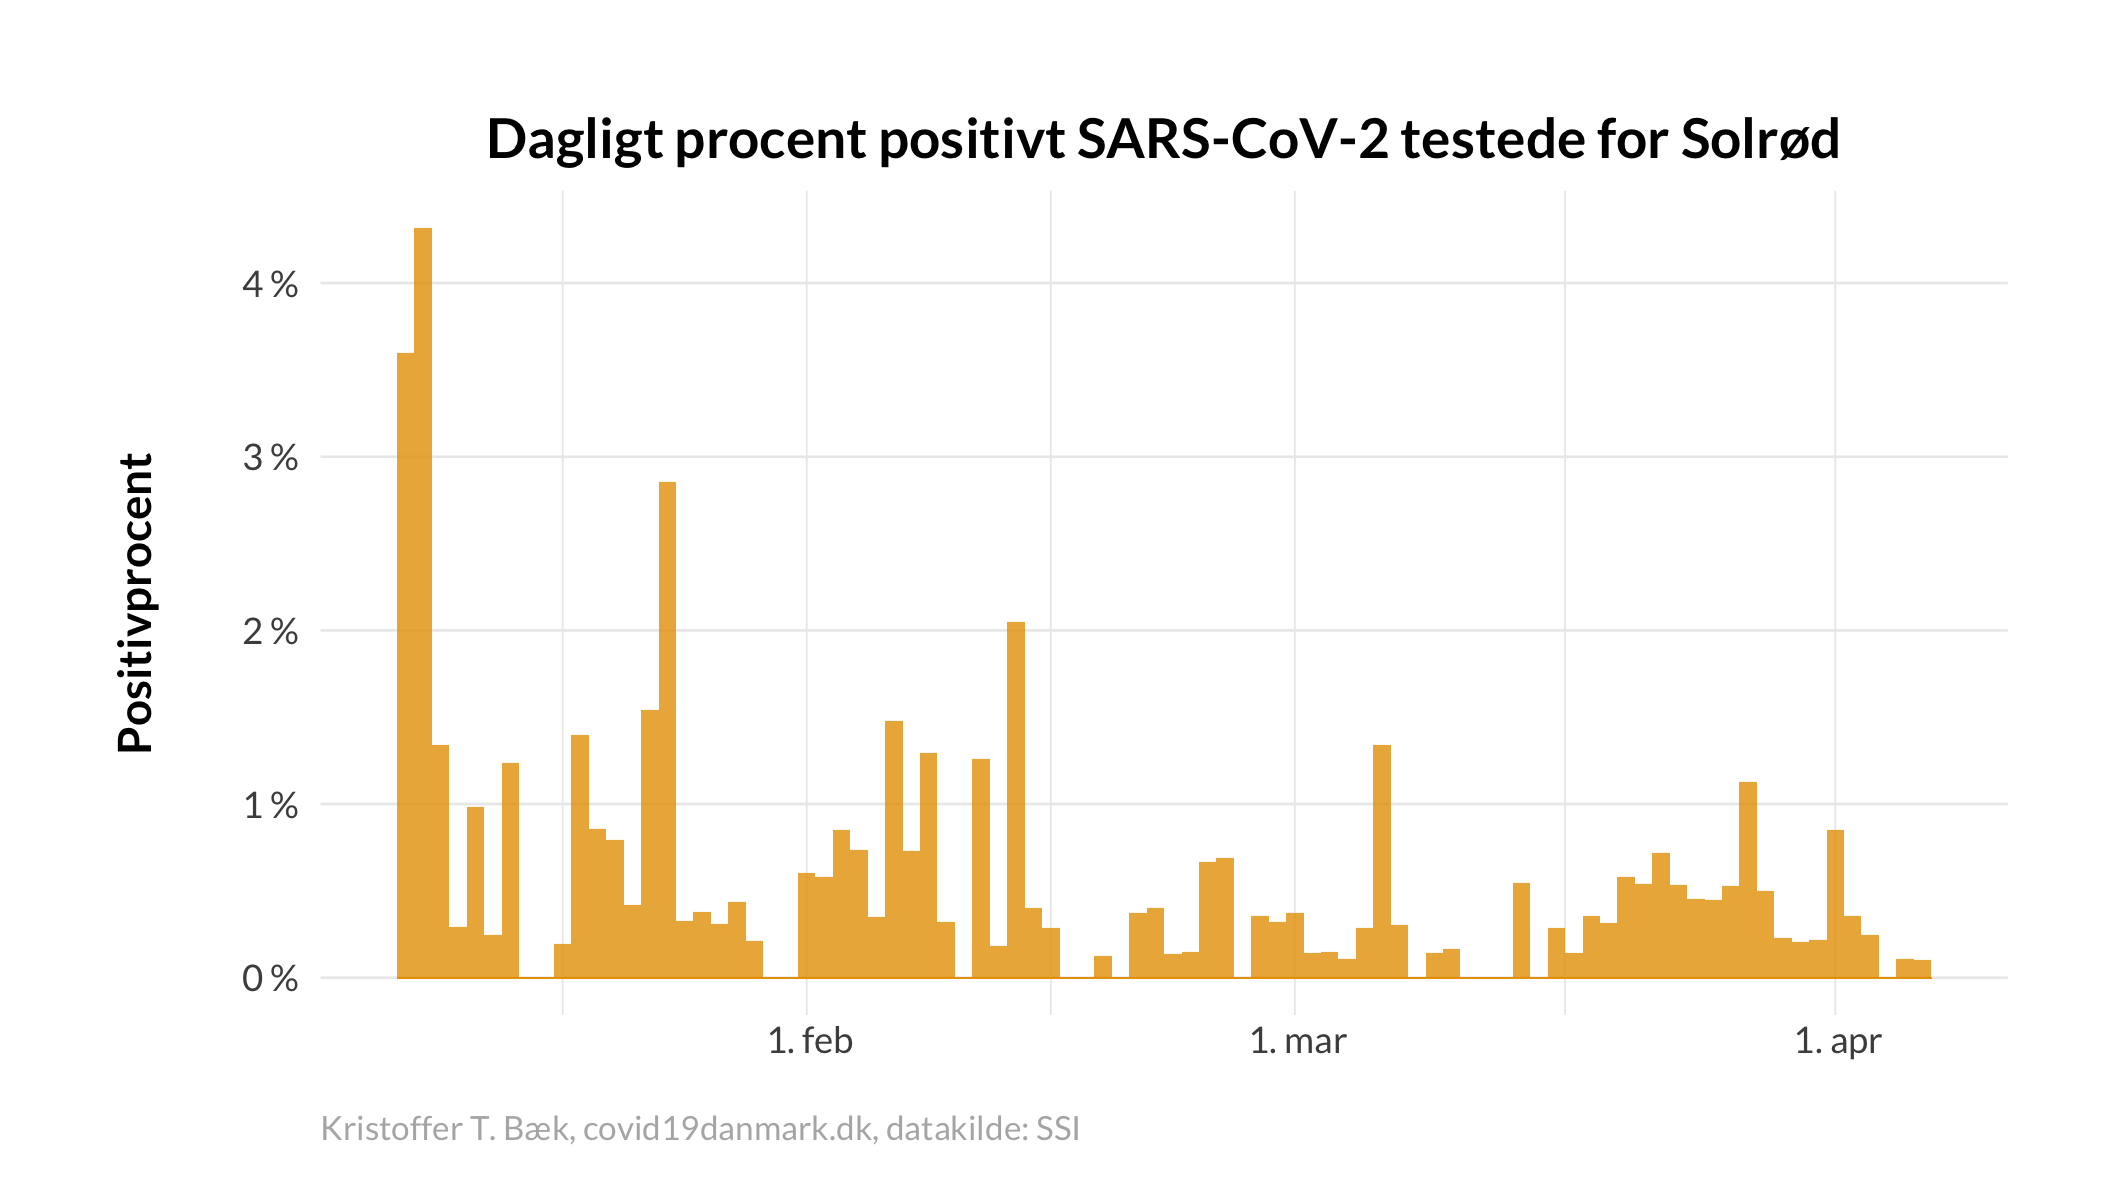 Dagligt procent positivt SARS-CoV-2 testede for Solrød
Positivprocent
4 %
3 %
2 %
1 %
0 %
1. feb
1. mar
1. apr
Kristoffer T. Bæk, covid19danmark.dk, datakilde: SSI